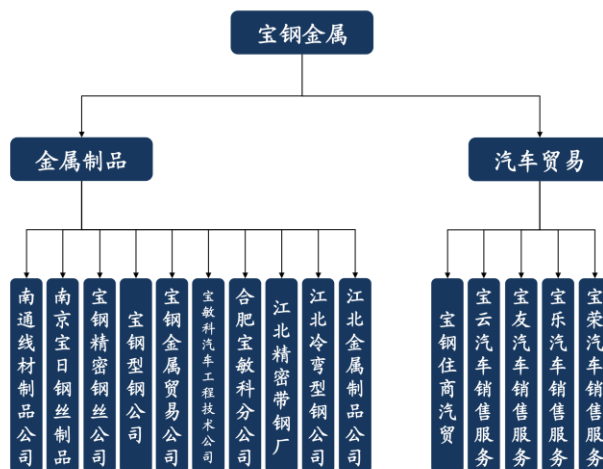 宝钢金属
金属制品
汽车贸易
南通线材制品公司
南京宝日钢丝制品
宝钢精密钢丝公司
宝钢型钢公司
宝钢金属贸易公司
宝敏科汽车工程技术公司
合肥宝敏科分公司
江北精密带钢厂
江北冷弯型钢公司
江北金属制品公司
宝钢住商汽贸
宝云汽车销售服务
宝友汽车销售服务
宝乐汽车销售服务
宝荣汽车销售服务